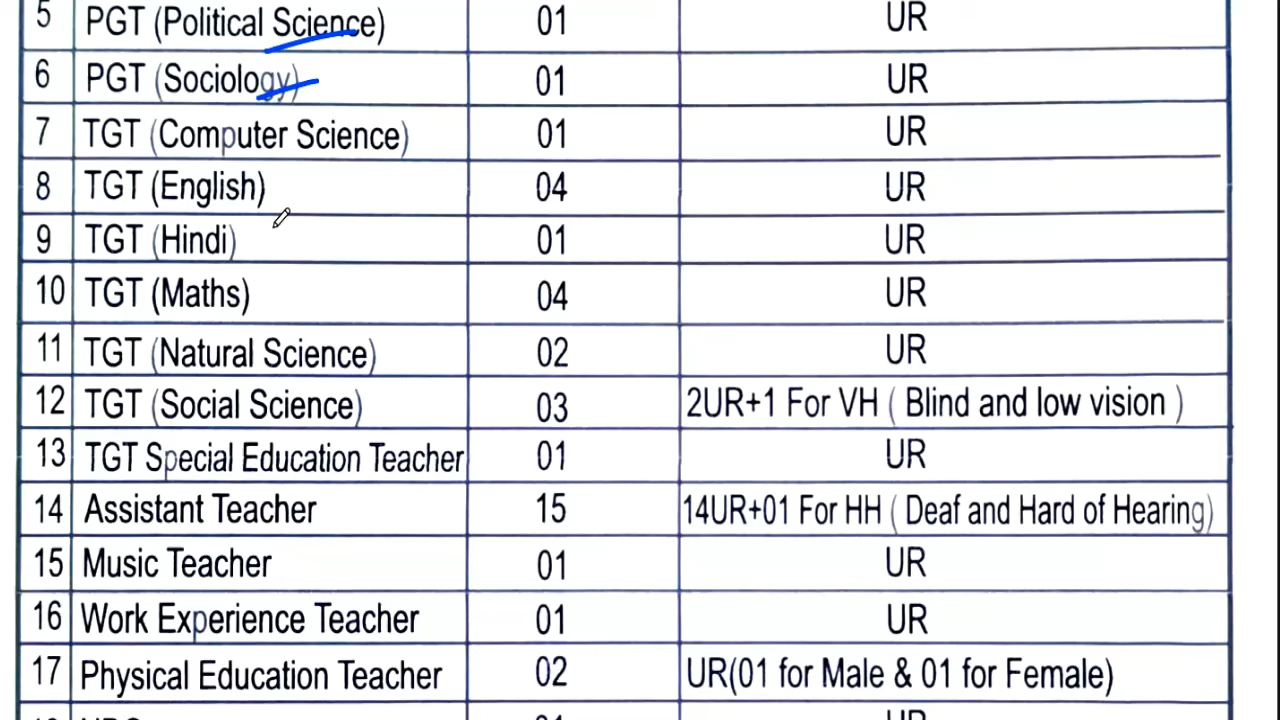 5 PGT (Political Science) 01 UR
6 PGT (Sociology) 01 UR
7 TGT (Computer Science) 01 UR
8 TGT (English) 04 UR
9 TGT (Hindi) 01 UR
10 TGT (Maths) 04 UR
11 TGT (Natural Science) 02 UR
12 TGT (Social Science) 03 2UR+1 For VH ( Blind and low vision )
13 TGT Special Education Teacher 01 UR
14 Assistant Teacher 15 14UR+01 For HH ( Deaf and Hard of Hearing)
15 Music Teacher 01 UR
16 Work Experience Teacher 01 UR
17 Physical Education Teacher 02 UR(01 for Male & 01 for Female)
UR